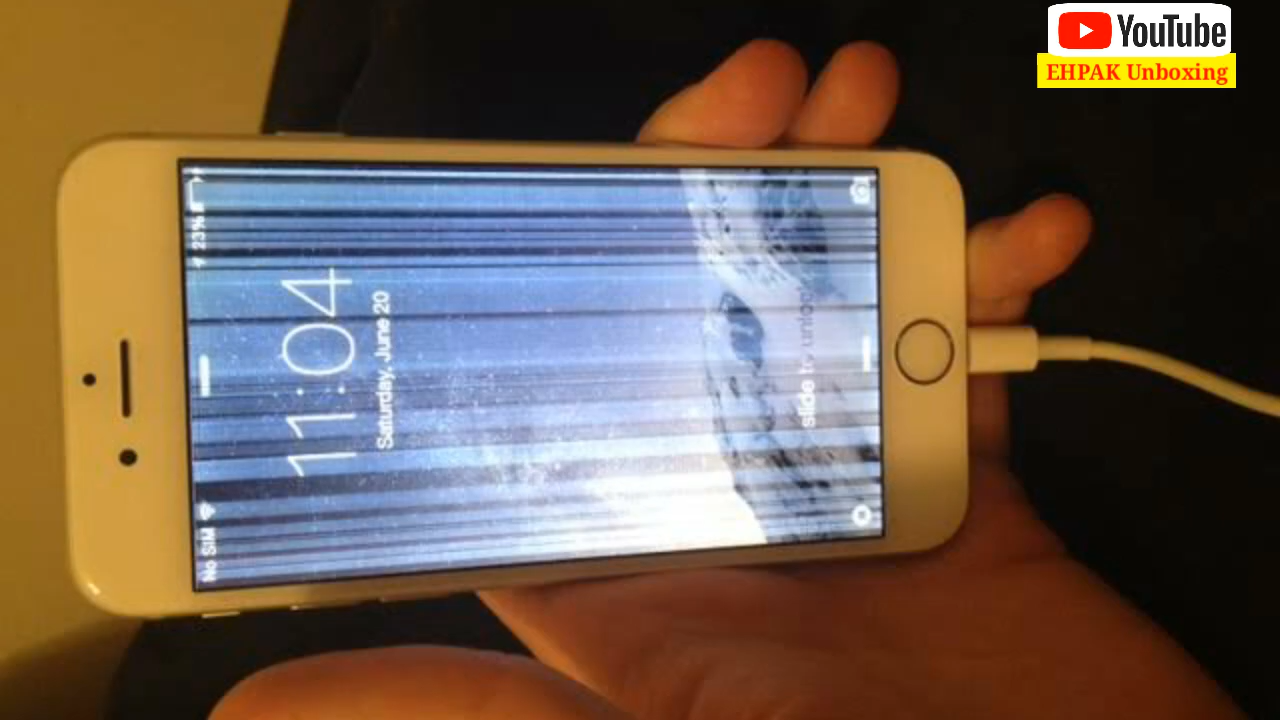 YouTube
EHPAK Unboxing
No SIM
23%
11:04
Saturday, June 20
slide to unlock